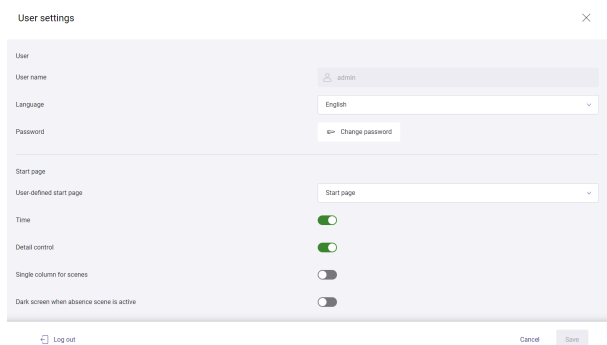 User settings
User
User name
admin
Language
English
Password
Change password
Start page
User-defined start page
Start page
Time
Detail control
Single column for scenes
Dark screen when absence scene is active
Log out
Cancel
Save